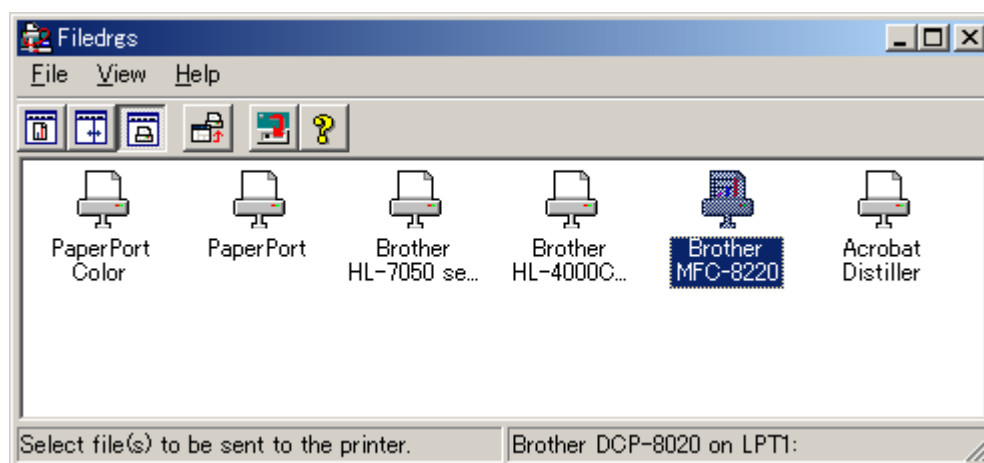 Filedrgs
File View Help
PaperPort
Color
PaperPort
Brother
HL-7050 se...
Brother
HL-4000C...
Brother
MFC-8220
Acrobat
Distiller
Select file(s) to be sent to the printer.
Brother DCP-8020 on LPT1: